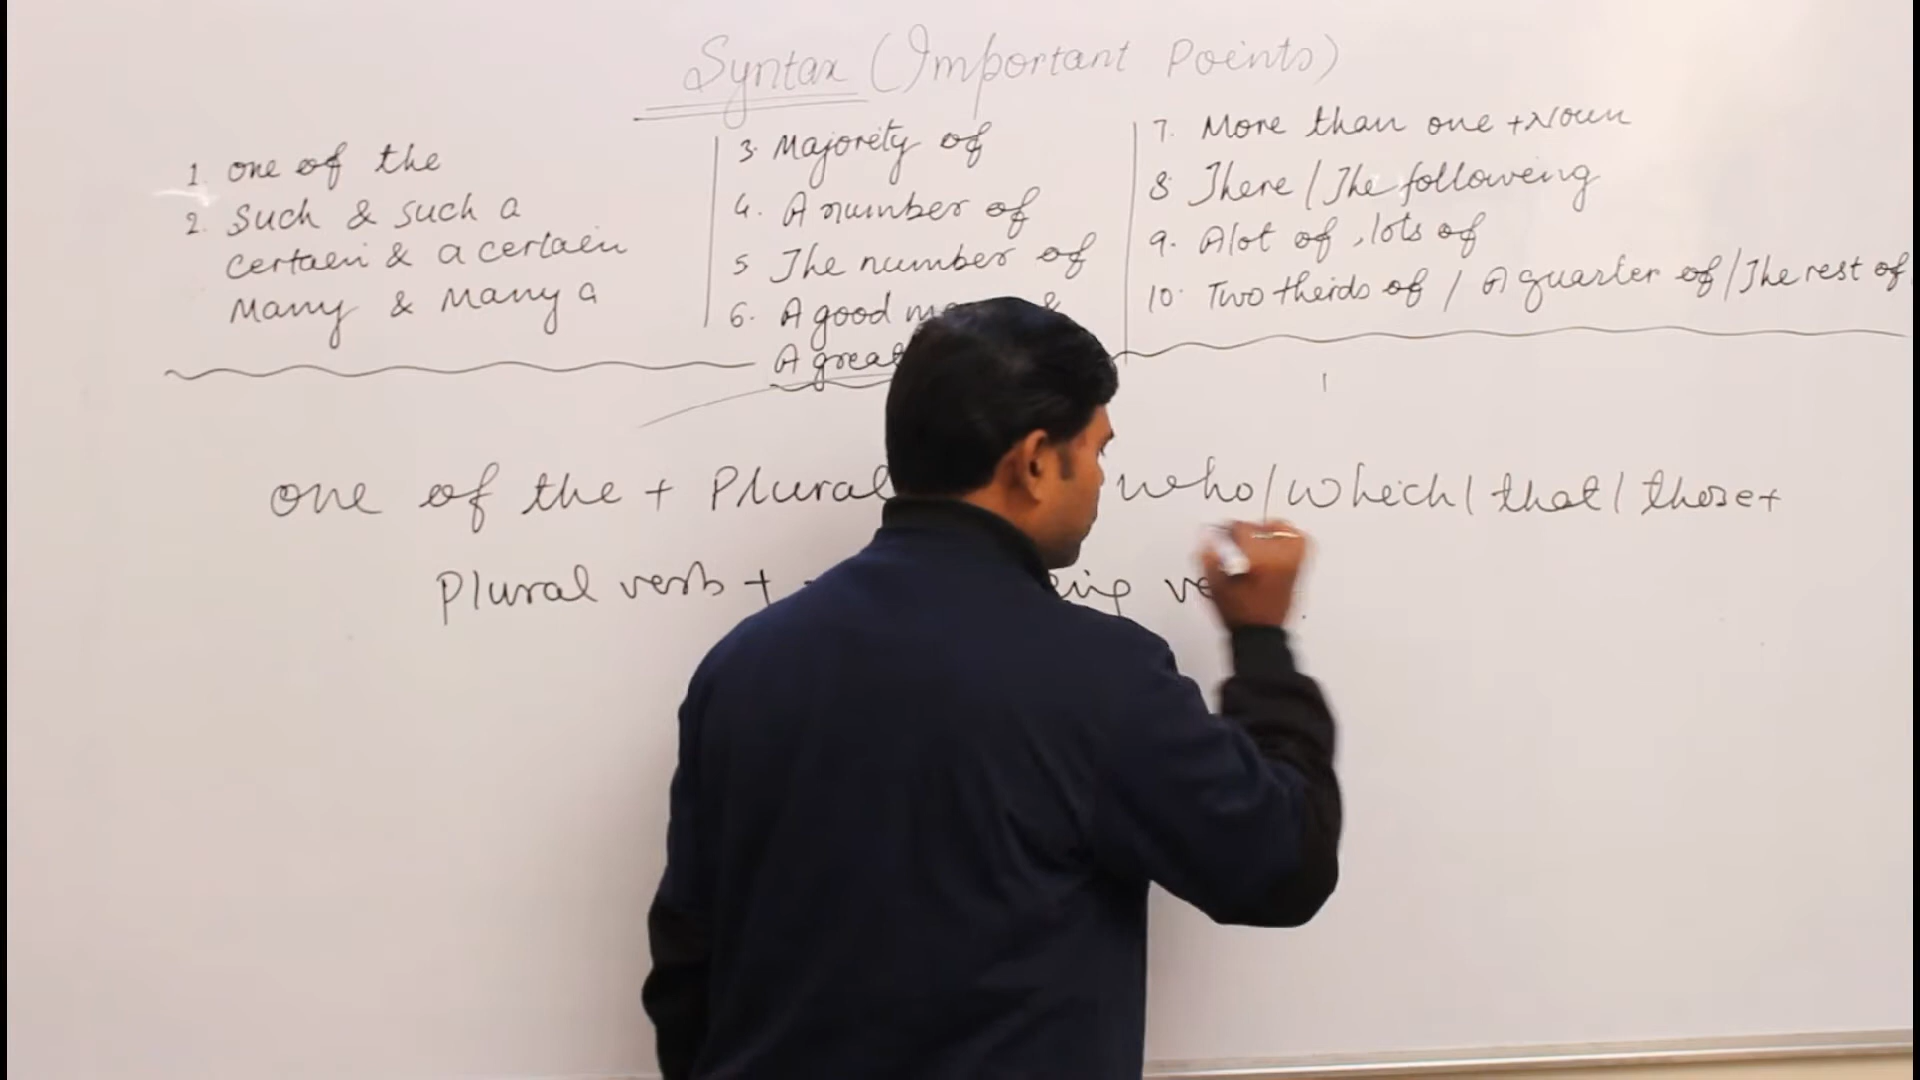 Syntax (Important Points)
1. one of the
2. Such & such a
certain & a certain
Many & Many a
3. Majority of
4. A number of
5 The number of
6. A good &
A great
7. More than one + Noun
8 There / The following
9. A lot of , lots of
10. Two thirds of / A quarter of / The rest of
one of the + Plural who/which/that/those+
Plural verb +